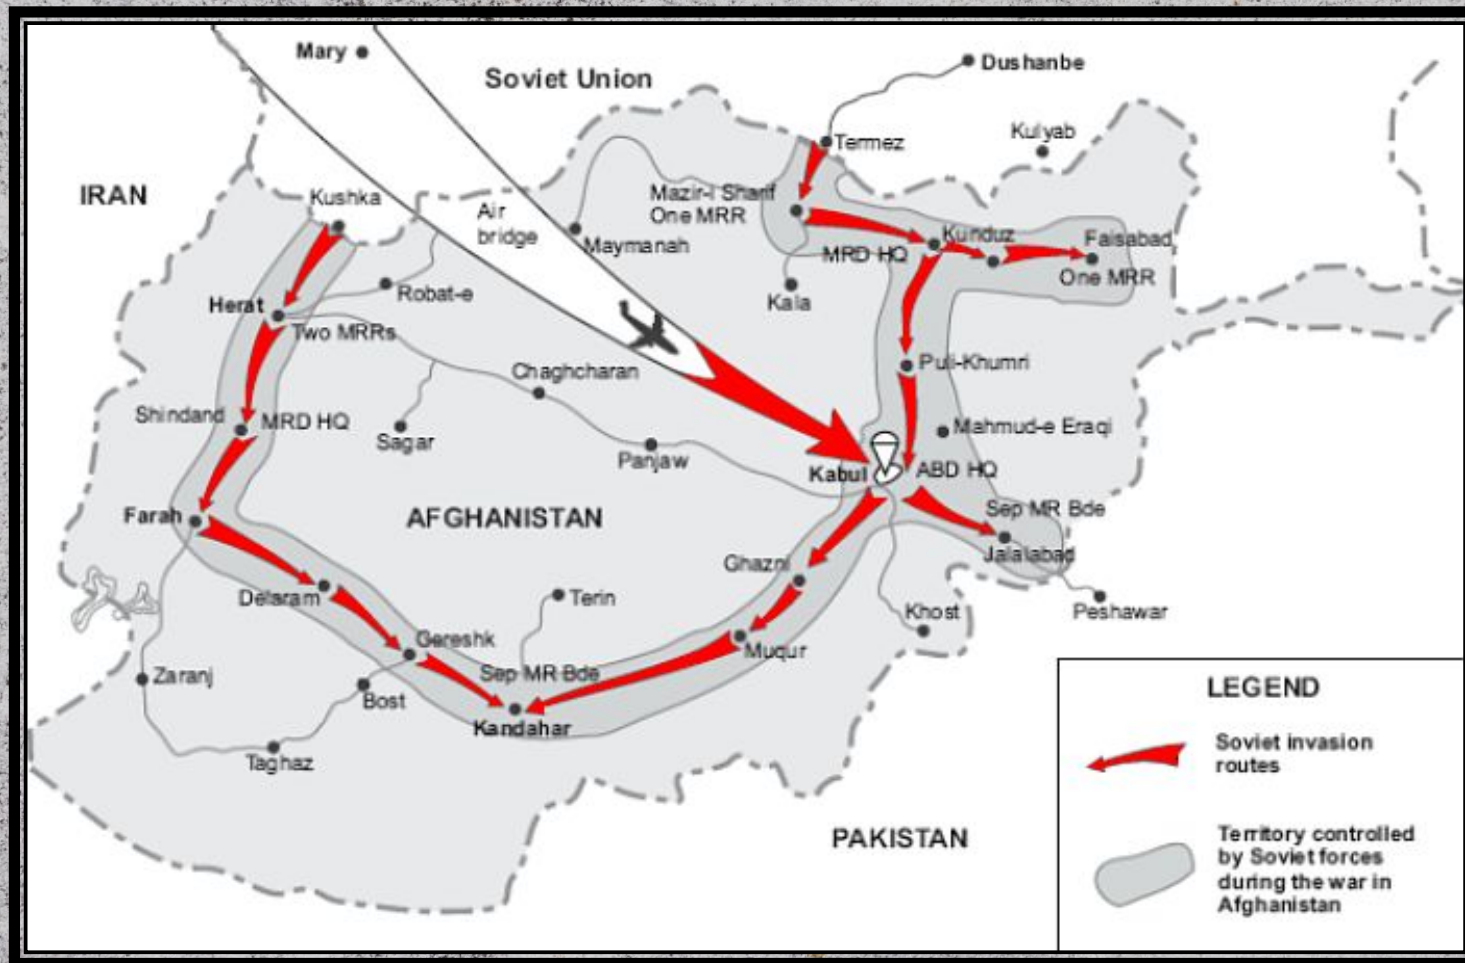 Mary
Soviet Union
Dushanbe
Termez
Kulyab
IRAN
Kushka
Air
bridge
Mazir-i Sharif
One MRR
Maymanah
MRD HQ
Kunduz
Faisabad
One MRR
Kala
Robat-e
Herat
Two MRRs
Chaghcharan
Puli-Khumri
Shindand
MRD HQ
Sagar
Panjaw
Mahmud-e Eraqi
Kabul
ABD HQ
Farah
AFGHANISTAN
Sep MR Bde
Jalalabad
Ghazni
Delaram
Terin
Khost
Peshawar
Gereshk
Muqur
Zaranj
Sep MR Bde
Bost
Kandahar
Taghaz
PAKISTAN
LEGEND
Soviet invasion
routes
Territory controlled
by Soviet forces
during the war in
Afghanistan